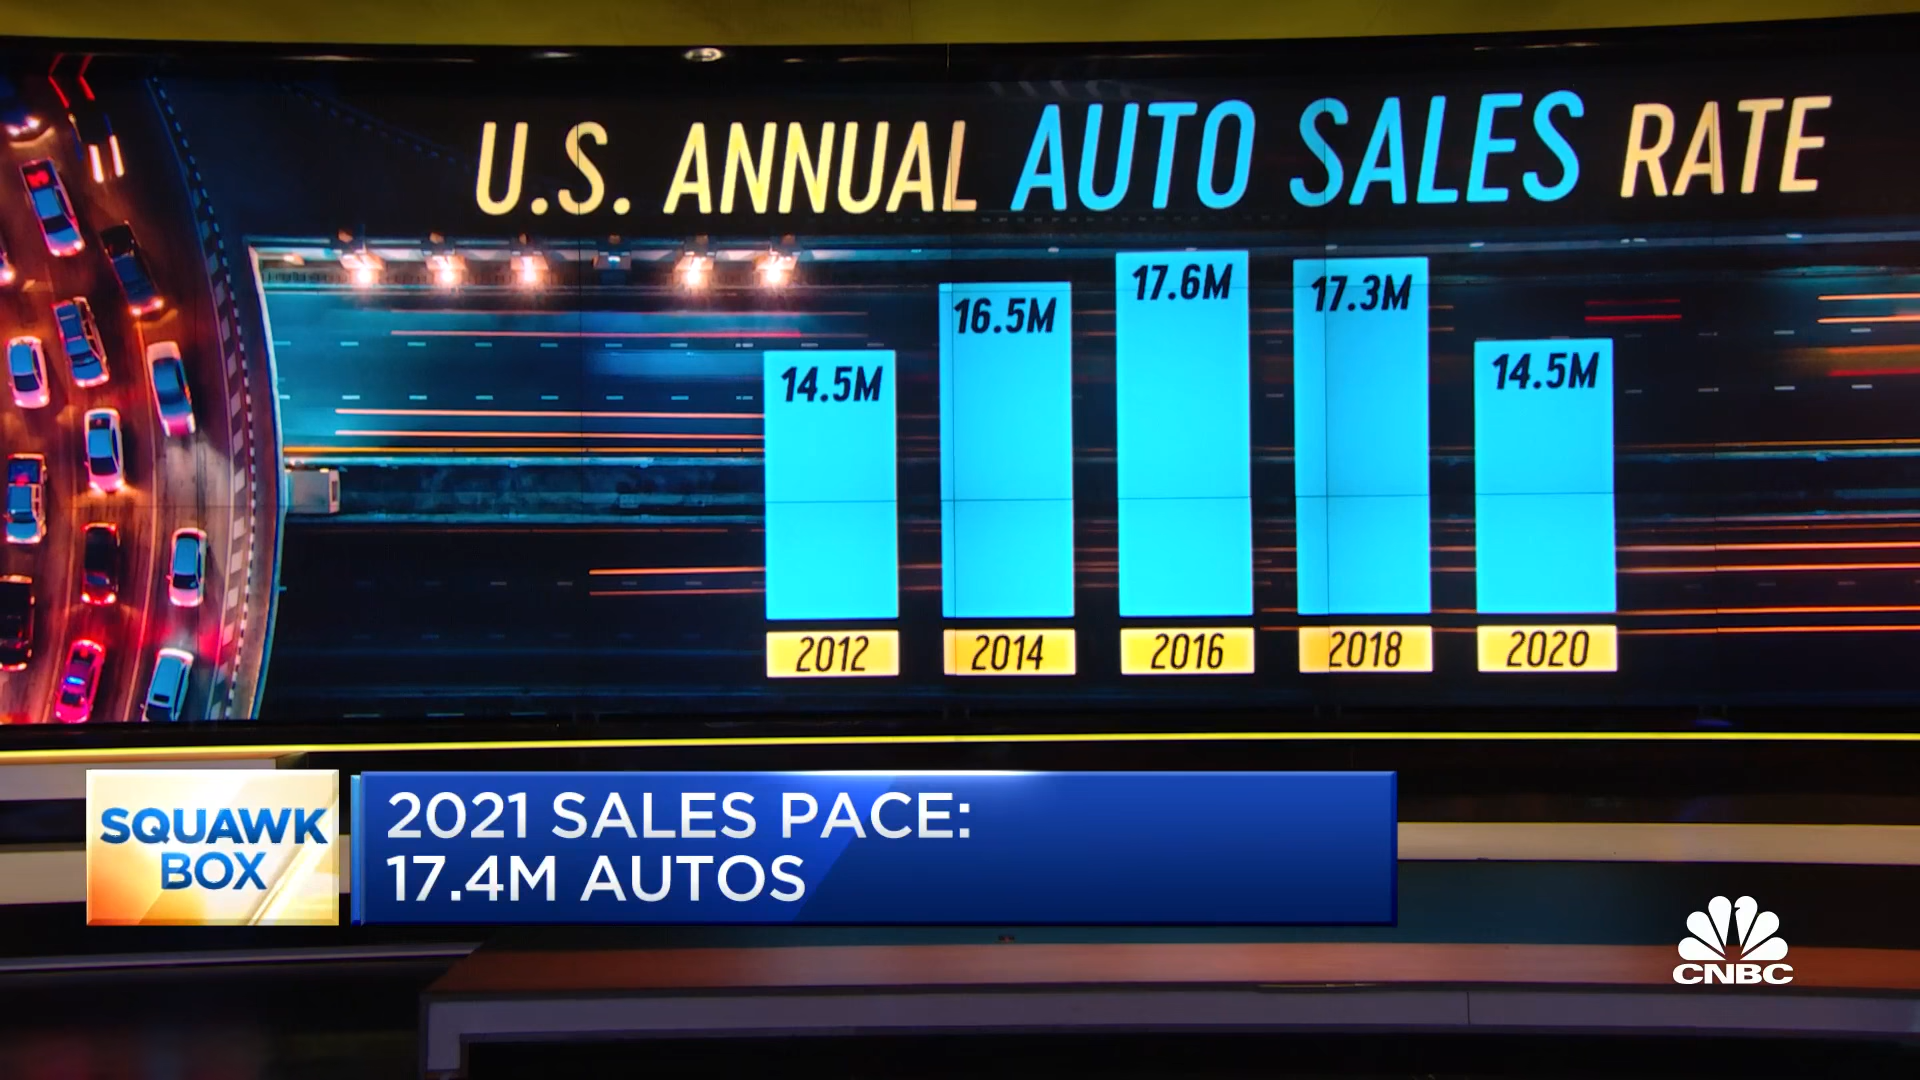 U.S. ANNUAL AUTO SALES RATE
14.5M
16.5M
17.6M
17.3M
14.5M
2012
2014
2016
2018
2020
SQUAWK
BOX
2021 SALES PACE:
17.4M AUTOS
CNBC